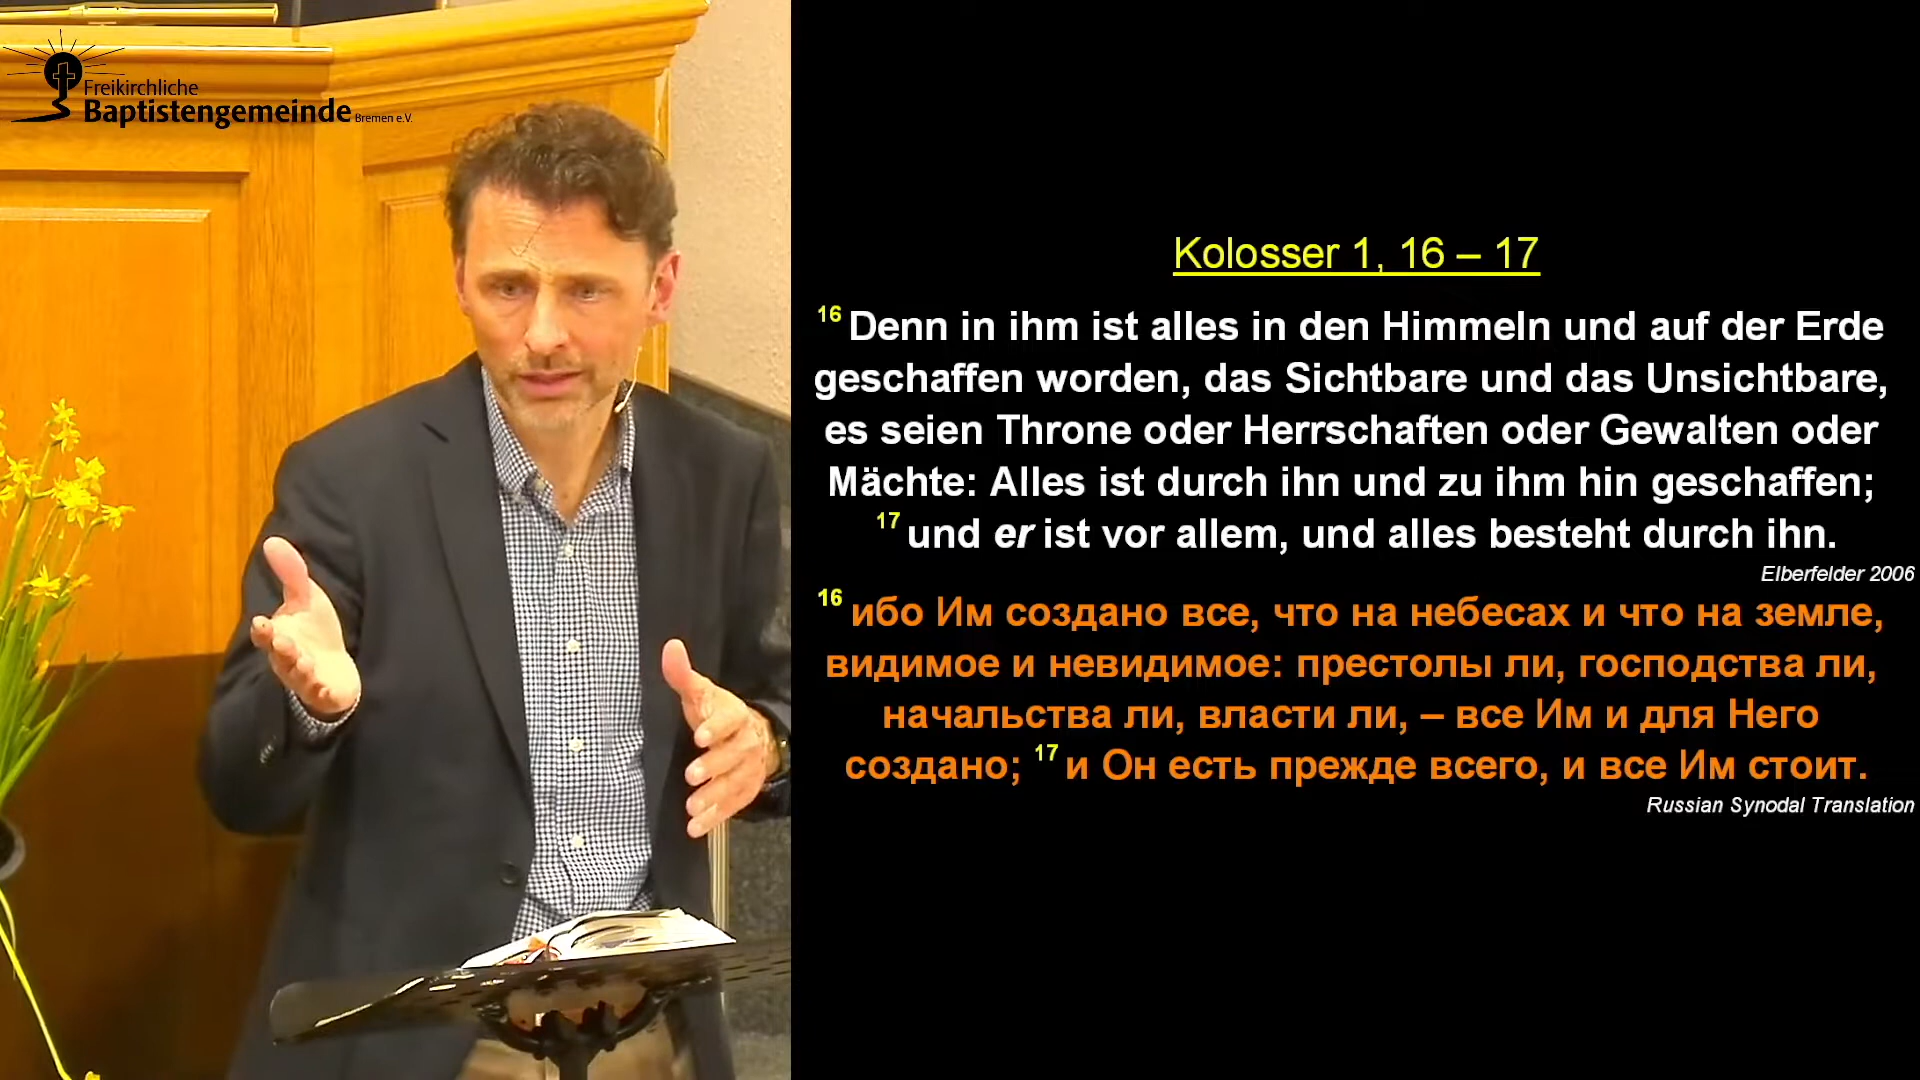 Freikirchliche
Baptistengemeinde Bremen e.V.
Kolosser 1, 16 – 17
16 Denn in ihm ist alles in den Himmeln und auf der Erde
geschaffen worden, das Sichtbare und das Unsichtbare,
es seien Throne oder Herrschaften oder Gewalten oder
Mächte: Alles ist durch ihn und zu ihm hin geschaffen;
17 und er ist vor allem, und alles besteht durch ihn.
Elberfelder 2006
16 ибо Им создано все, что на небесах и что на земле,
видимое и невидимое: престолы ли, господства ли,
начальства ли, власти ли, – все Им и для Него
создано; 17 и Он есть прежде всего, и все Им стоит.
Russian Synodal Translation